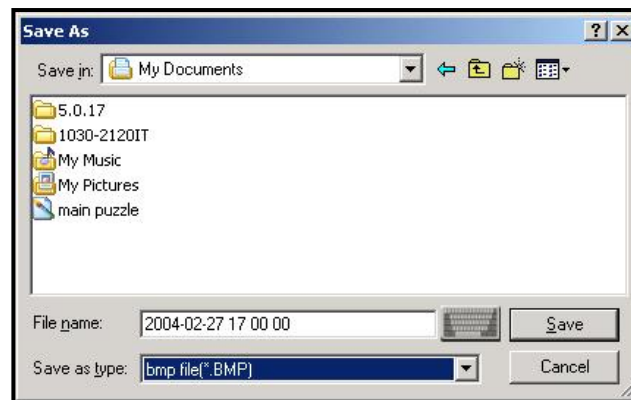 Save As
Save in: My Documents
5.0.17
1030-2120IT
My Music
My Pictures
main puzzle
File name: 2004-02-27 17 00 00 Save
Save as type: bmp file(*.BMP) Cancel